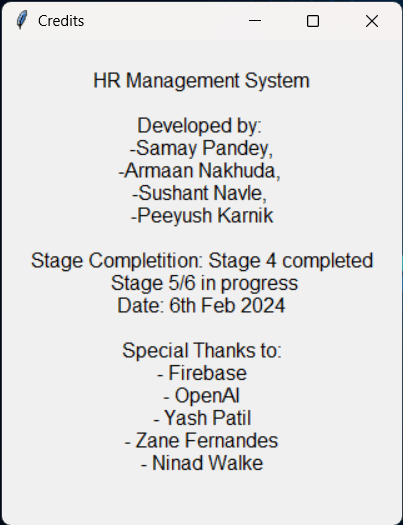 Credits
HR Management System
Developed by:
-Samay Pandey,
-Armaan Nakhuda,
-Sushant Navle,
-Peeyush Karnik
Stage Completition: Stage 4 completed
Stage 5/6 in progress
Date: 6th Feb 2024
Special Thanks to:
- Firebase
- OpenAI
- Yash Patil
- Zane Fernandes
- Ninad Walke